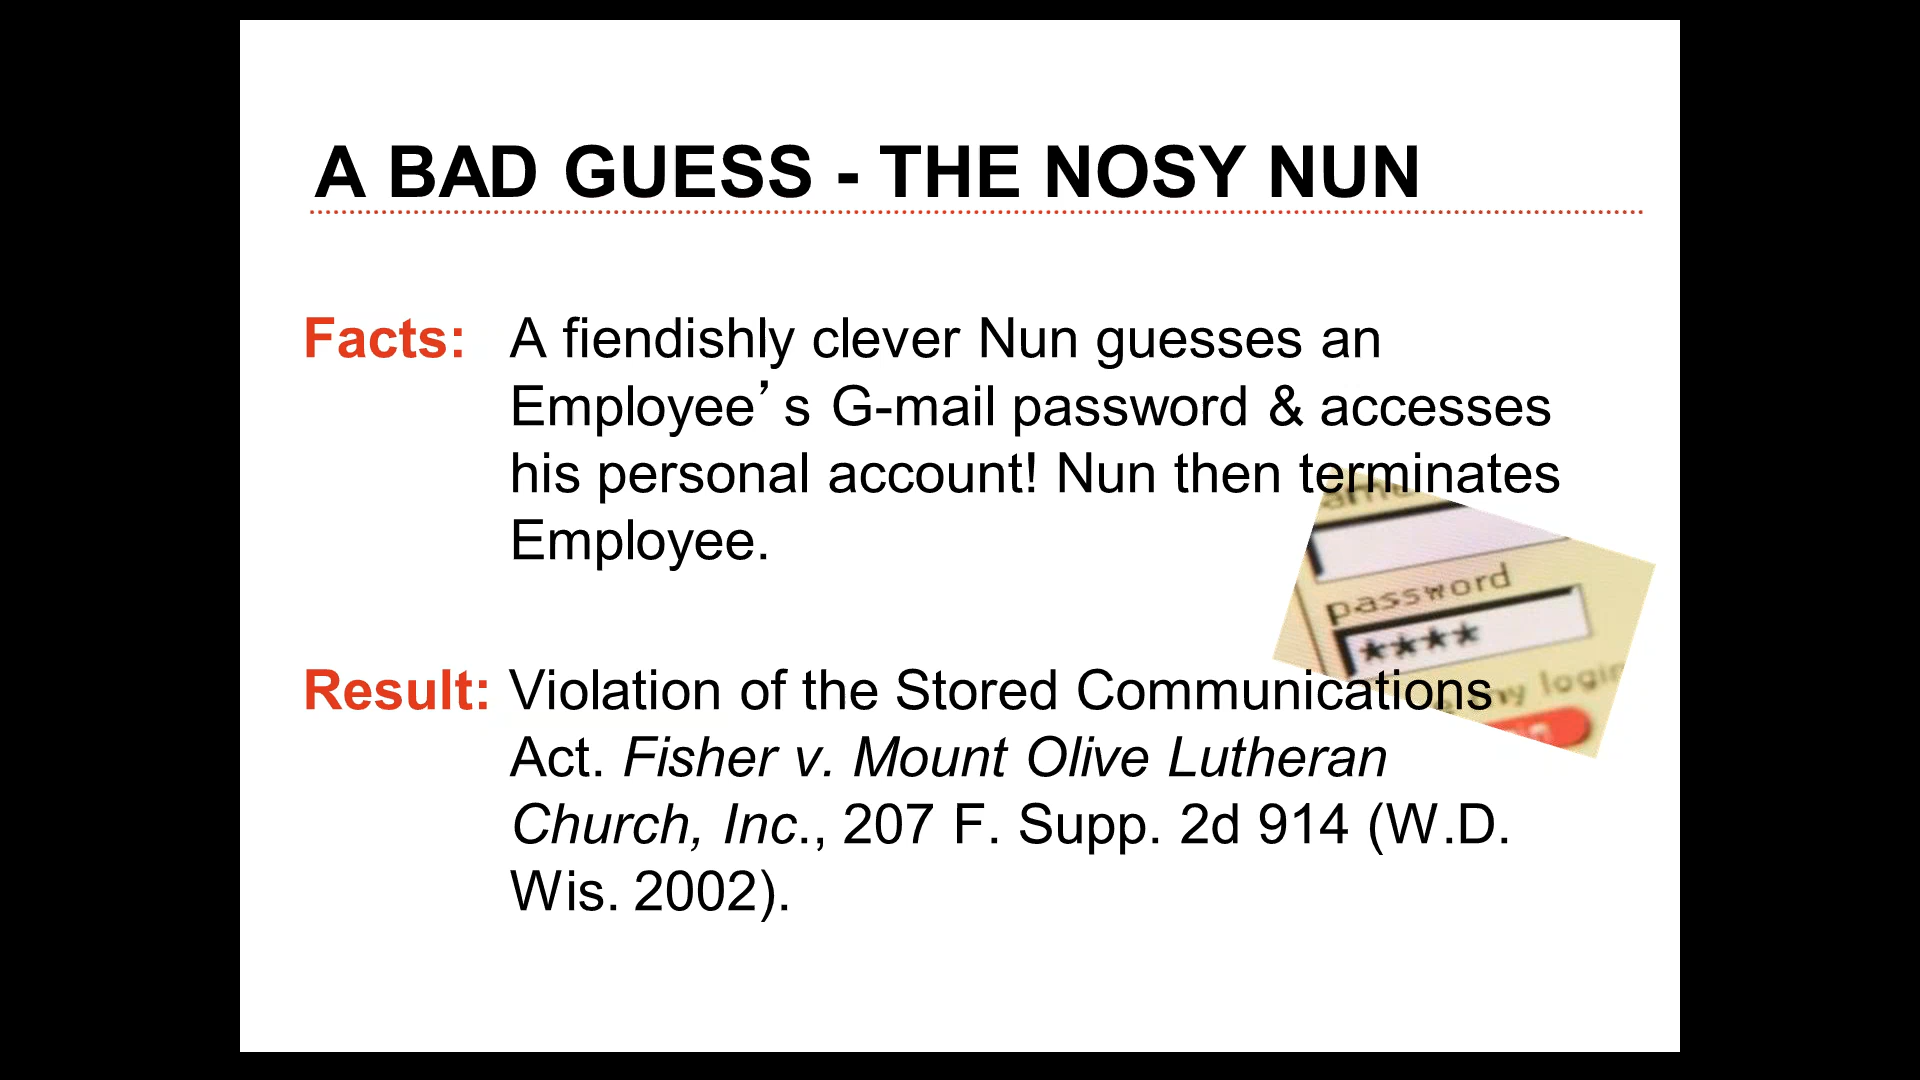 A BAD GUESS - THE NOSY NUN
Facts: A fiendishly clever Nun guesses an
Employee’s G-mail password & accesses
his personal account! Nun then terminates
Employee.
password
****
Result: Violation of the Stored Communications
my login
Act. Fisher v. Mount Olive Lutheran
Church, Inc., 207 F. Supp. 2d 914 (W.D.
Wis. 2002).